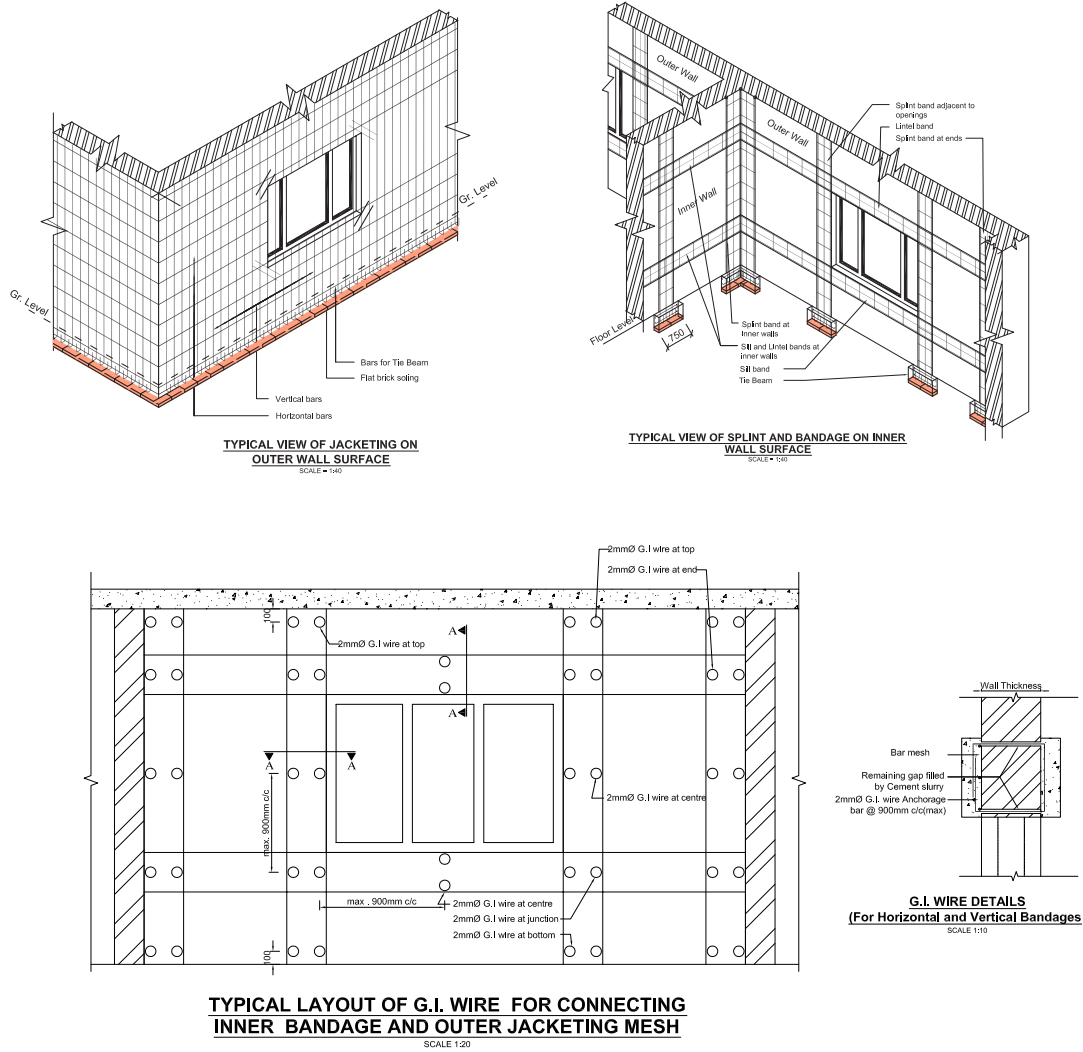 Gr. Level
Gr. Level
Bars for Tie Beam
Flat brick soling
Vertical bars
Horizontal bars
TYPICAL VIEW OF JACKETING ON
OUTER WALL SURFACE
SCALE = 1:40
Outer Wall
Outer Wall
Inner Wall
Splint band adjacent to
openings
Lintel band
Splint band at ends
Floor Level
750
Splint band at
Inner walls
Sill and Lintel bands at
inner walls
Sill band
Tie Beam
TYPICAL VIEW OF SPLINT AND BANDAGE ON INNER
WALL SURFACE
SCALE = 1:40
2mmØ G.I wire at top
2mmØ G.I wire at end
100
2mmØ G.I wire at top
A
A
A
A
max. 900mm c/c
2mmØ G.I wire at centre
max . 900mm c/c
2mmØ G.I wire at centre
2mmØ G.I wire at junction
2mmØ G.I wire at bottom
100
TYPICAL LAYOUT OF G.I. WIRE FOR CONNECTING
INNER BANDAGE AND OUTER JACKETING MESH
SCALE 1:20
Wall Thickness
Bar mesh
Remaining gap filled
by Cement slurry
2mmØ G.I. wire Anchorage
bar @ 900mm c/c(max)
G.I. WIRE DETAILS
(For Horizontal and Vertical Bandages
SCALE 1:10